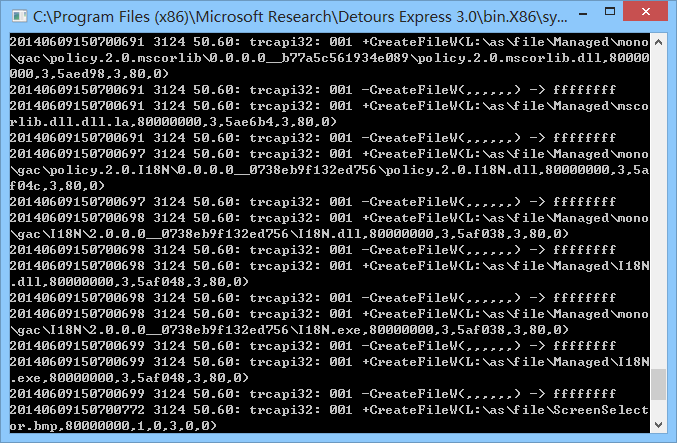 C:\Program Files (x86)\Microsoft Research\Detours Express 3.0\bin.X86\sy...
20140609150700691 3124 50.60: trcapi32: 001 +CreateFileW(L:\as\file\Managed\mono
\gac\policy.2.0.mscorlib\0.0.0.0__b77a5c561934e089\policy.2.0.mscorlib.dll,80000
000,3,5aed98,3,80,0)
20140609150700691 3124 50.60: trcapi32: 001 -CreateFileW(,,,,,,) -> ffffffff
20140609150700691 3124 50.60: trcapi32: 001 +CreateFileW(L:\as\file\Managed\msco
rlib.dll.dll.la,80000000,3,5ae6b4,3,80,0)
20140609150700691 3124 50.60: trcapi32: 001 -CreateFileW(,,,,,,) -> ffffffff
20140609150700697 3124 50.60: trcapi32: 001 +CreateFileW(L:\as\file\Managed\mono
\gac\policy.2.0.I18N\0.0.0.0__0738eb9f132ed756\policy.2.0.I18N.dll,80000000,3,5a
f04c,3,80,0)
20140609150700697 3124 50.60: trcapi32: 001 -CreateFileW(,,,,,,) -> ffffffff
20140609150700698 3124 50.60: trcapi32: 001 +CreateFileW(L:\as\file\Managed\mono
\gac\I18N\2.0.0.0__0738eb9f132ed756\I18N.dll,80000000,3,5af038,3,80,0)
20140609150700698 3124 50.60: trcapi32: 001 -CreateFileW(,,,,,,) -> ffffffff
20140609150700698 3124 50.60: trcapi32: 001 +CreateFileW(L:\as\file\Managed\I18N
.dll,80000000,3,5af048,3,80,0)
20140609150700698 3124 50.60: trcapi32: 001 -CreateFileW(,,,,,,) -> ffffffff
20140609150700698 3124 50.60: trcapi32: 001 +CreateFileW(L:\as\file\Managed\mono
\gac\I18N\2.0.0.0__0738eb9f132ed756\I18N.exe,80000000,3,5af038,3,80,0)
20140609150700699 3124 50.60: trcapi32: 001 -CreateFileW(,,,,,,) -> ffffffff
20140609150700699 3124 50.60: trcapi32: 001 +CreateFileW(L:\as\file\Managed\I18N
.exe,80000000,3,5af048,3,80,0)
20140609150700699 3124 50.60: trcapi32: 001 -CreateFileW(,,,,,,) -> ffffffff
20140609150700772 3124 50.60: trcapi32: 001 +CreateFileW(L:\as\file\ScreenSelect
or.bmp,80000000,1,0,3,0,0)